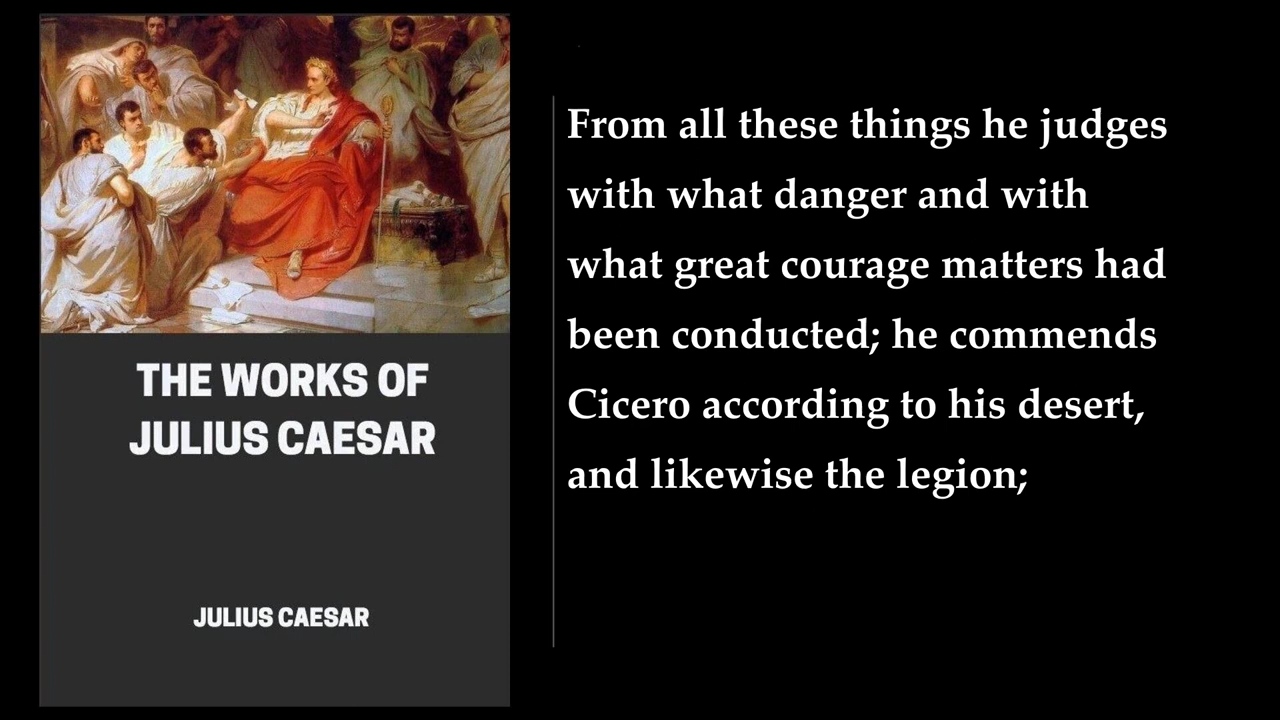 THE WORKS OF
JULIUS CAESAR
JULIUS CAESAR
From all these things he judges
with what danger and with
what great courage matters had
been conducted; he commends
Cicero according to his desert,
and likewise the legion;